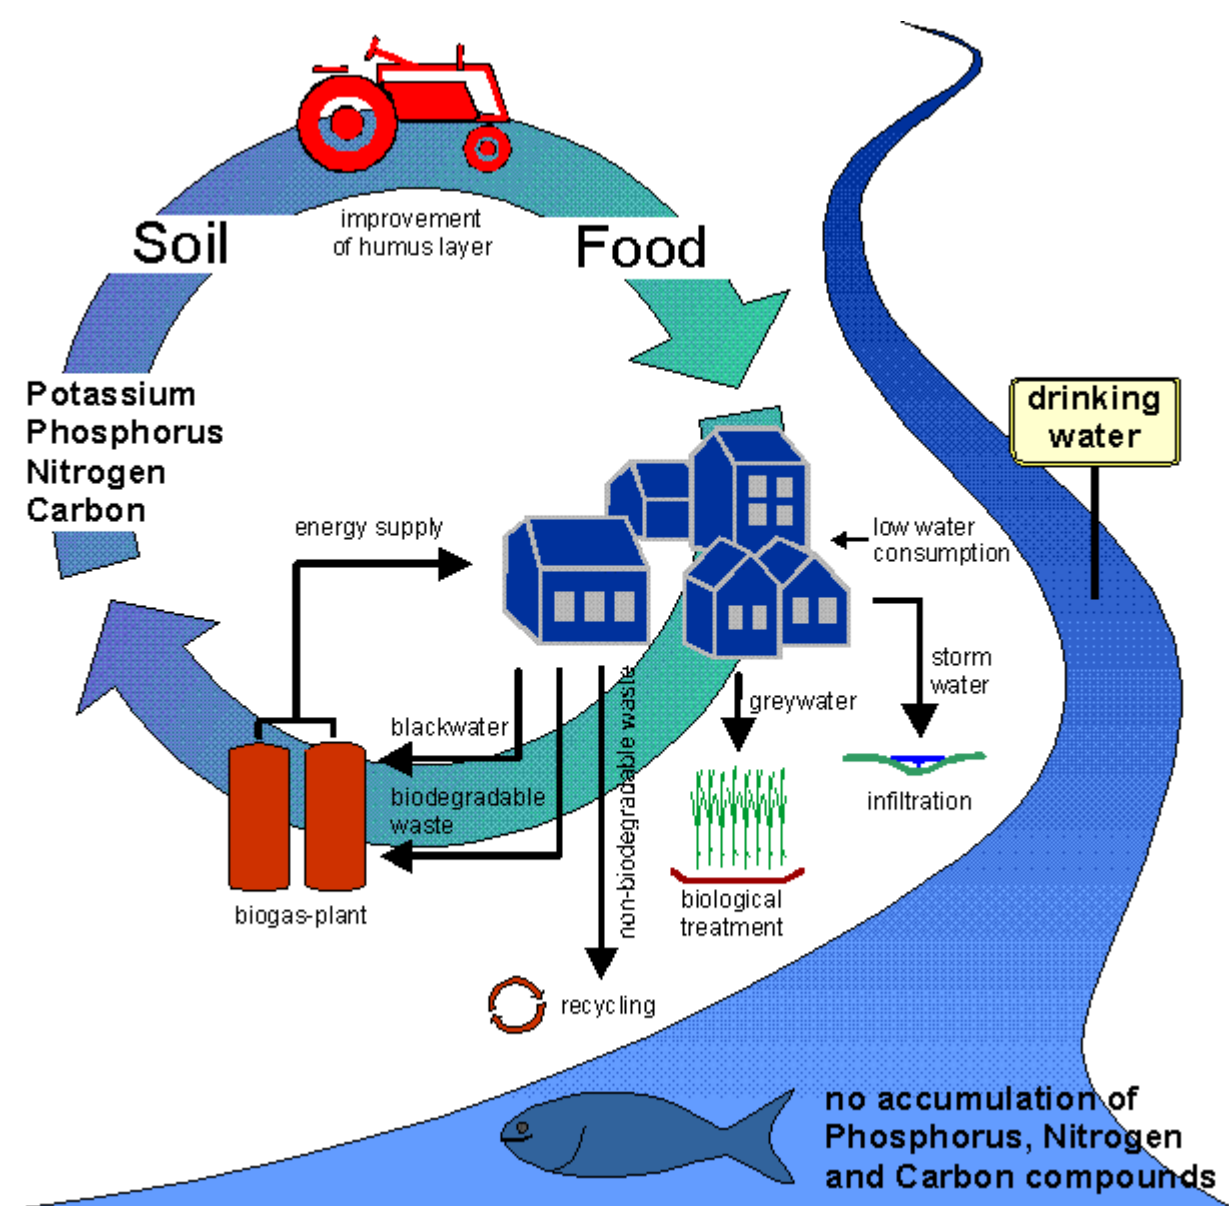 improvement
of humus layer
Soil
Food
Potassium
Phosphorus
Nitrogen
Carbon
drinking
water
energy supply
low water
consumption
storm
water
blackwater
greywater
non-biodegradable waste
biodegradable
waste
infiltration
biogas-plant
biological
treatment
recycling
no accumulation of
Phosphorus, Nitrogen
and Carbon compounds